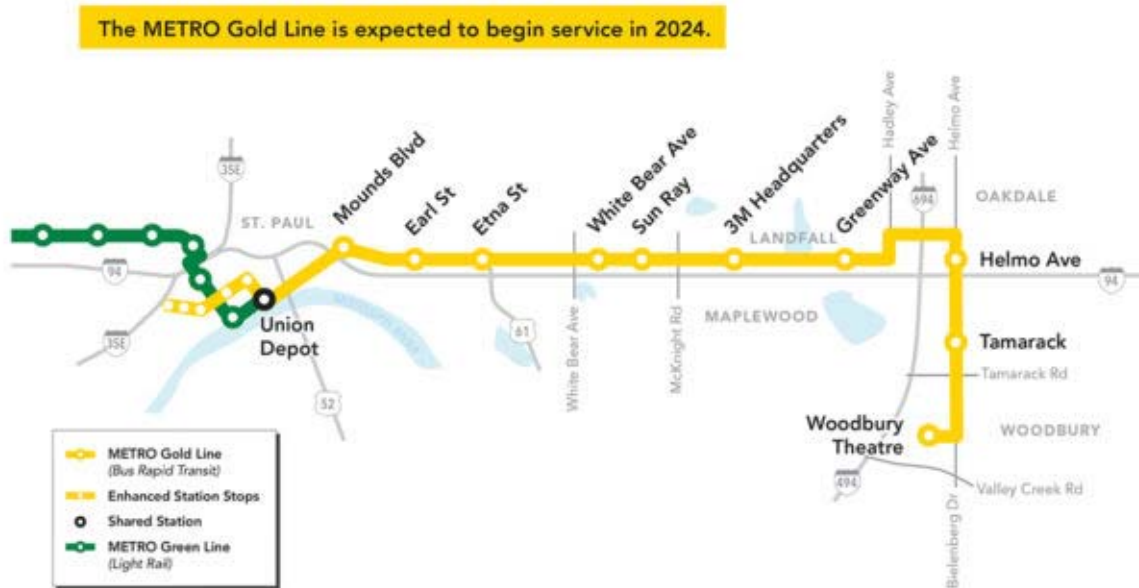 The METRO Gold Line is expected to begin service in 2024.
35E
ST. PAUL
Mounds Blvd
Earl St
Etna St
White Bear Ave
Sun Ray
3M Headquarters
Greenway Ave
Hadley Ave
Helmo Ave
694
OAKDALE
LANDFALL
Helmo Ave
94
94
MISSISSIPPI RIVER
MAPLEWOOD
Union
Depot
35E
61
White Bear Ave
McKnight Rd
Tamarack
Tamarack Rd
52
Woodbury
Theatre
WOODBURY
494
Valley Creek Rd
Bielenberg Dr
METRO Gold Line
(Bus Rapid Transit)
Enhanced Station Stops
Shared Station
METRO Green Line
(Light Rail)